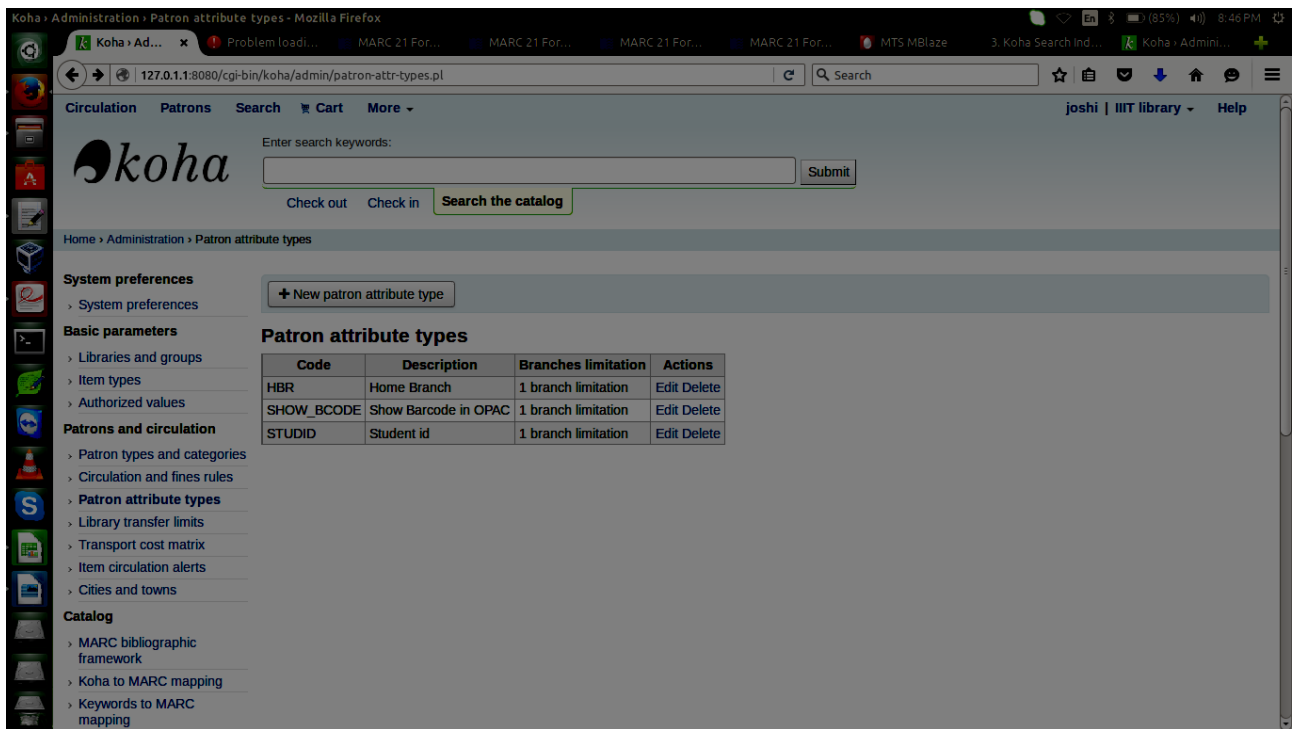 Koha › Administration › Patron attribute types - Mozilla Firefox
En (85%) 8:46 PM
Koha › Ad... × Problem loadi... MARC 21 For... MARC 21 For... MARC 21 For... MARC 21 For... MTS MBlaze 3. Koha Search Ind... Koha › Admini...
127.0.1.1:8080/cgi-bin/koha/admin/patron-attr-types.pl Search
Circulation Patrons Search Cart More joshi | IIIT library Help
koha
Enter search keywords:
Submit
Check out Check in Search the catalog
Home › Administration › Patron attribute types
System preferences
› System preferences
Basic parameters
› Libraries and groups
› Item types
› Authorized values
Patrons and circulation
› Patron types and categories
› Circulation and fines rules
› Patron attribute types
› Library transfer limits
› Transport cost matrix
› Item circulation alerts
› Cities and towns
Catalog
› MARC bibliographic
framework
› Koha to MARC mapping
› Keywords to MARC
mapping
+ New patron attribute type
Patron attribute types
Code Description Branches limitation Actions
HBR Home Branch 1 branch limitation Edit Delete
SHOW_BCODE Show Barcode in OPAC 1 branch limitation Edit Delete
STUDID Student id 1 branch limitation Edit Delete